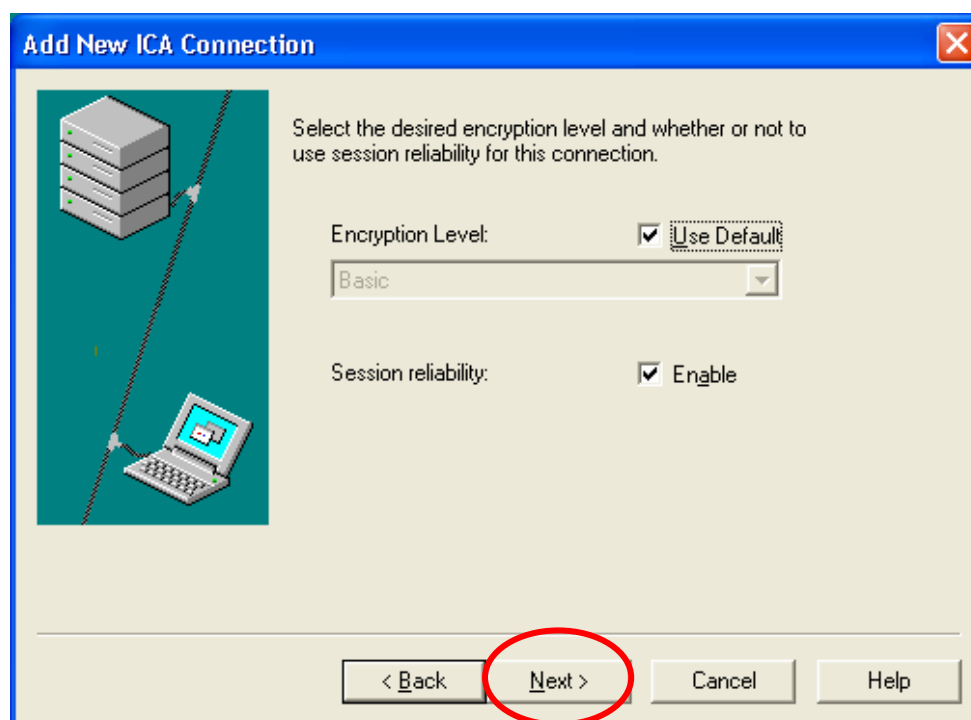 Add New ICA Connection
Select the desired encryption level and whether or not to
use session reliability for this connection.
Encryption Level:
Use Default
Basic
Session reliability:
Enable
< Back
Next >
Cancel
Help